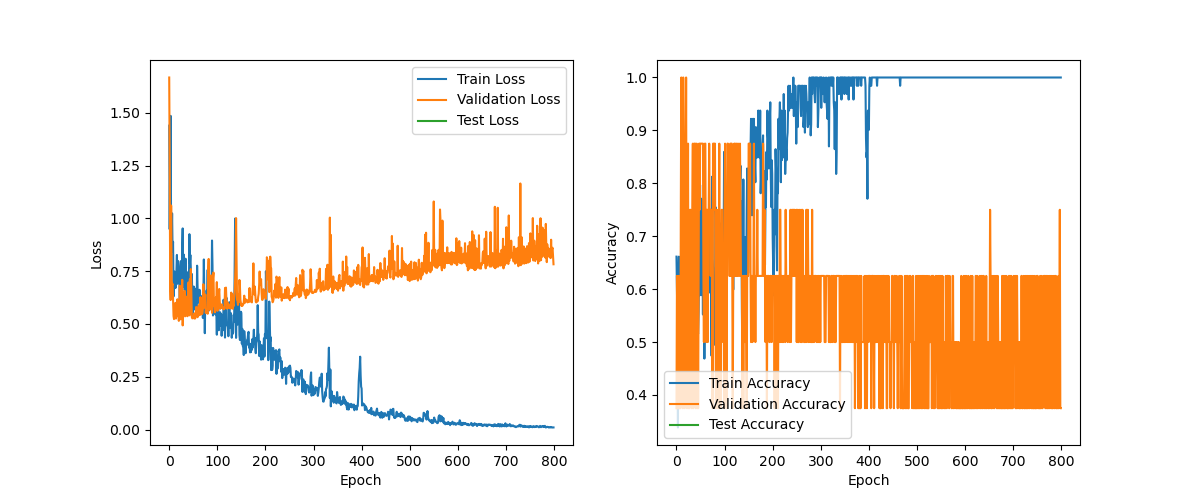 Train Loss
Validation Loss
Test Loss
1.50
1.25
1.00
0.75
0.50
0.25
0.00
Loss
0 100 200 300 400 500 600 700 800
Epoch
1.0
0.9
0.8
0.7
0.6
0.5
0.4
Accuracy
Train Accuracy
Validation Accuracy
Test Accuracy
0 100 200 300 400 500 600 700 800
Epoch